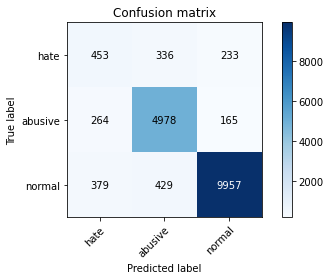 Confusion matrix
hate 453 336 233
abusive 264 4978 165
normal 379 429 9957
hate abusive normal
True label
Predicted label
8000
6000
4000
2000